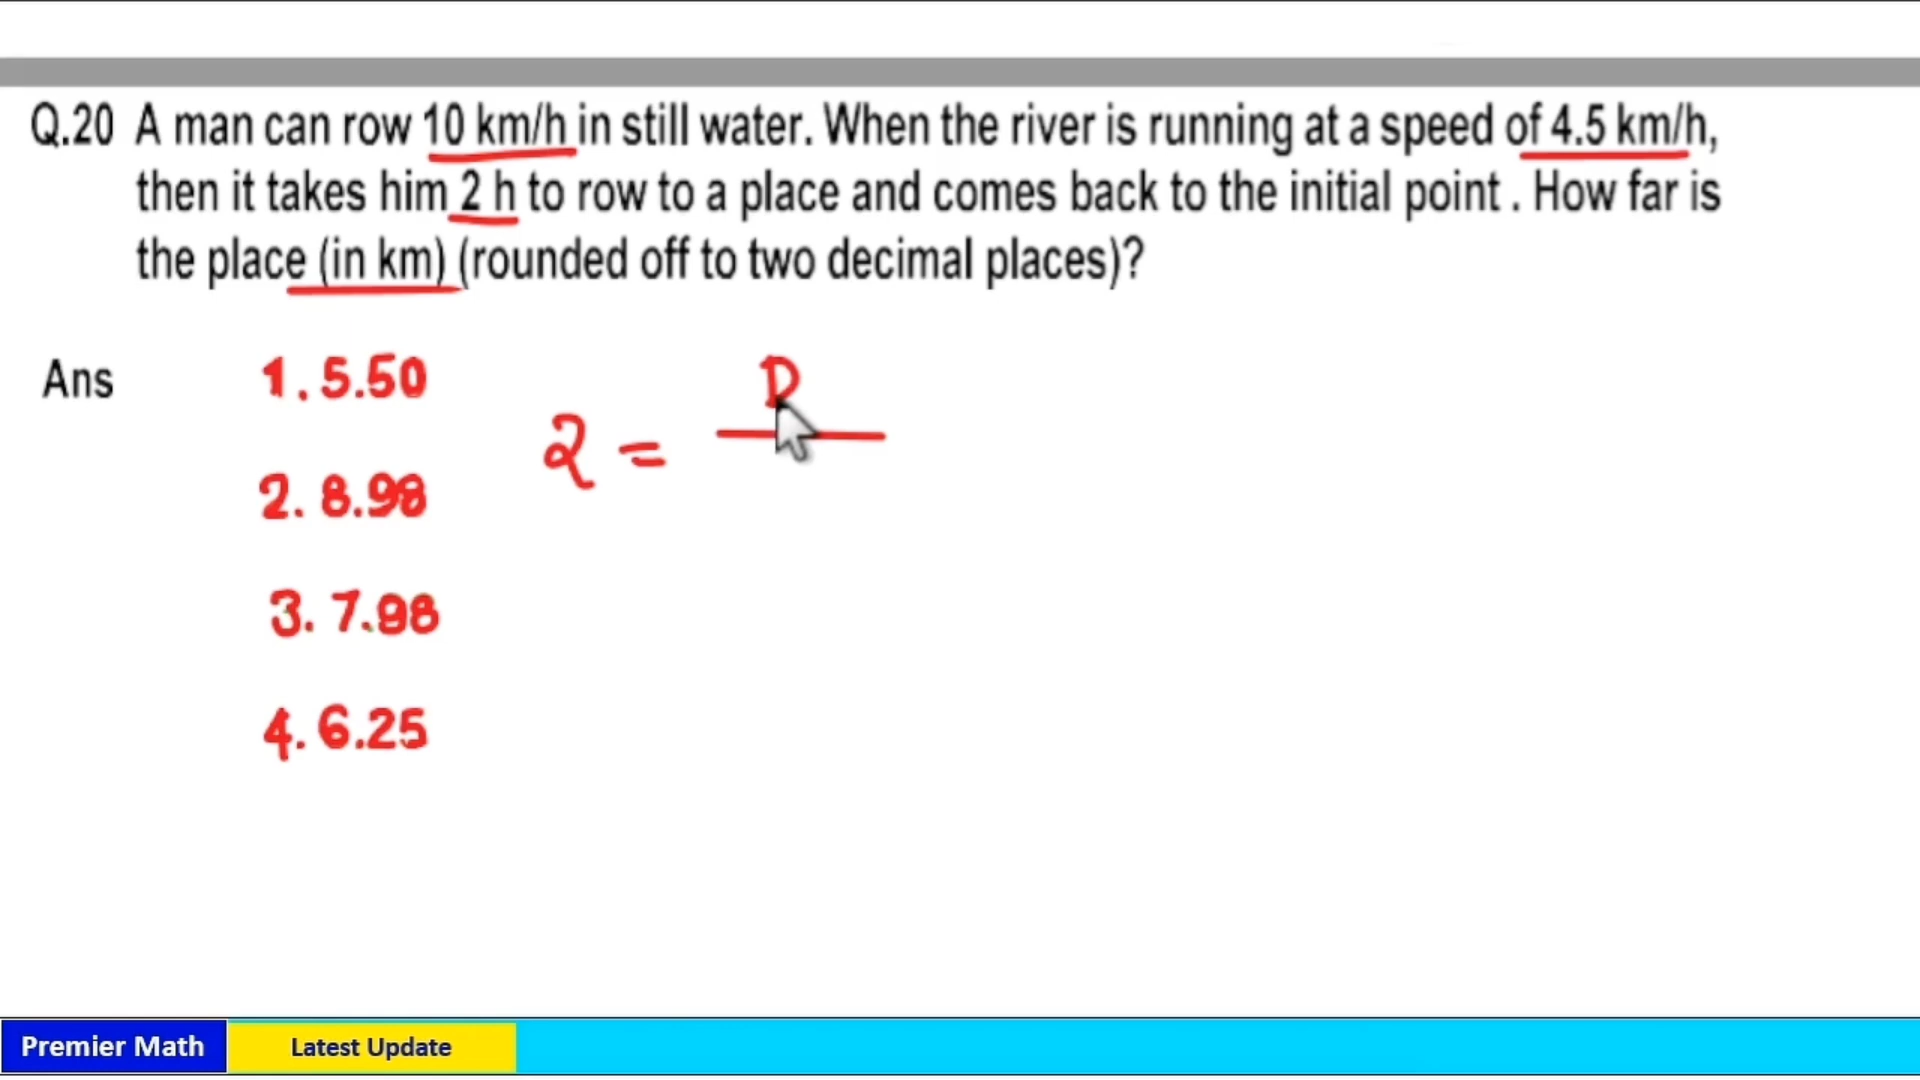 Q.20 A man can row 10 km/h in still water. When the river is running at a speed of 4.5 km/h,
then it takes him 2 h to row to a place and comes back to the initial point . How far is
the place (in km) (rounded off to two decimal places)?
Ans
1. 5.50
2. 8.98
3. 7.98
4. 6.25
2 = D
Premier Math
Latest Update